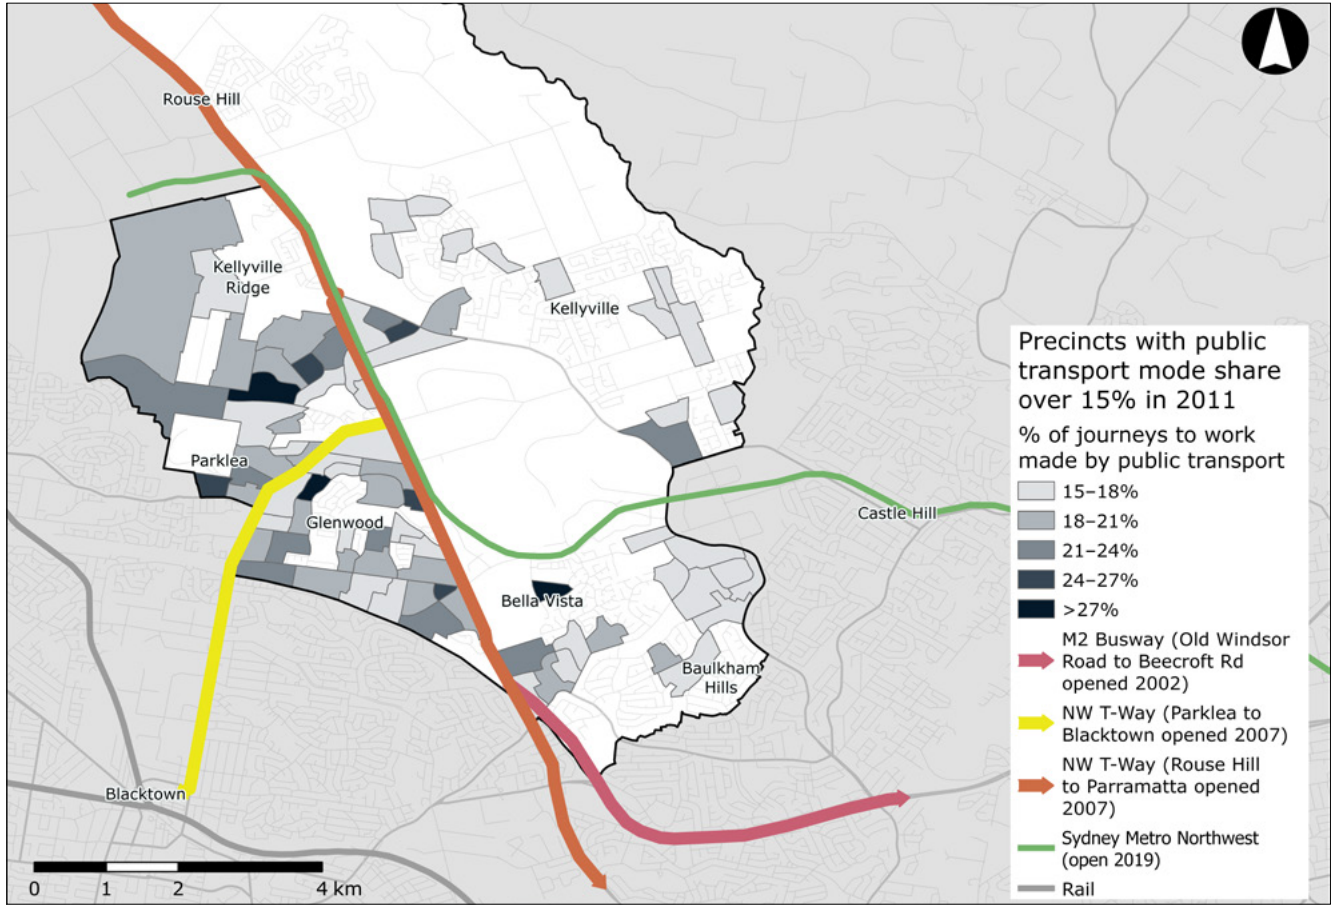 Rouse Hill
Kellyville
Ridge
Kellyville
Parklea
Glenwood
Castle Hill
Bella Vista
Baulkham
Hills
Blacktown
0 1 2 4 km
Precincts with public
transport mode share
over 15% in 2011
% of journeys to work
made by public transport
15–18%
18–21%
21–24%
24–27%
>27%
M2 Busway (Old Windsor
Road to Beecroft Rd
opened 2002)
NW T-Way (Parklea to
Blacktown opened 2007)
NW T-Way (Rouse Hill
to Parramatta opened
2007)
Sydney Metro Northwest
(open 2019)
Rail